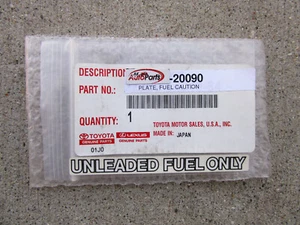 DESCRIPTION:
AutoParts
-20090
PLATE, FUEL CAUTION
PART NO.:
QUANTITY: 1
TOYOTA MOTOR SALES, U.S.A., INC.
MADE IN: JAPAN
TOYOTA LEXUS
GENUINE PARTS GENUINE PARTS
01J0
UNLEADED FUEL ONLY